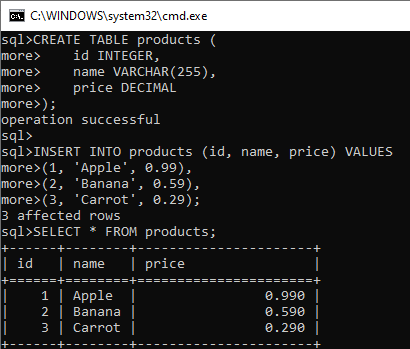 C:\WINDOWS\system32\cmd.exe
sql>CREATE TABLE products (
more>    id INTEGER,
more>    name VARCHAR(255),
more>    price DECIMAL
more>);
operation successful
sql>
sql>INSERT INTO products (id, name, price) VALUES
more>(1, 'Apple', 0.99),
more>(2, 'Banana', 0.59),
more>(3, 'Carrot', 0.29);
3 affected rows
sql>SELECT * FROM products;
+------+--------+----------------------+
| id   | name   | price                |
+======+========+======================+
|    1 | Apple  |                0.990 |
|    2 | Banana |                0.590 |
|    3 | Carrot |                0.290 |
+------+--------+----------------------+